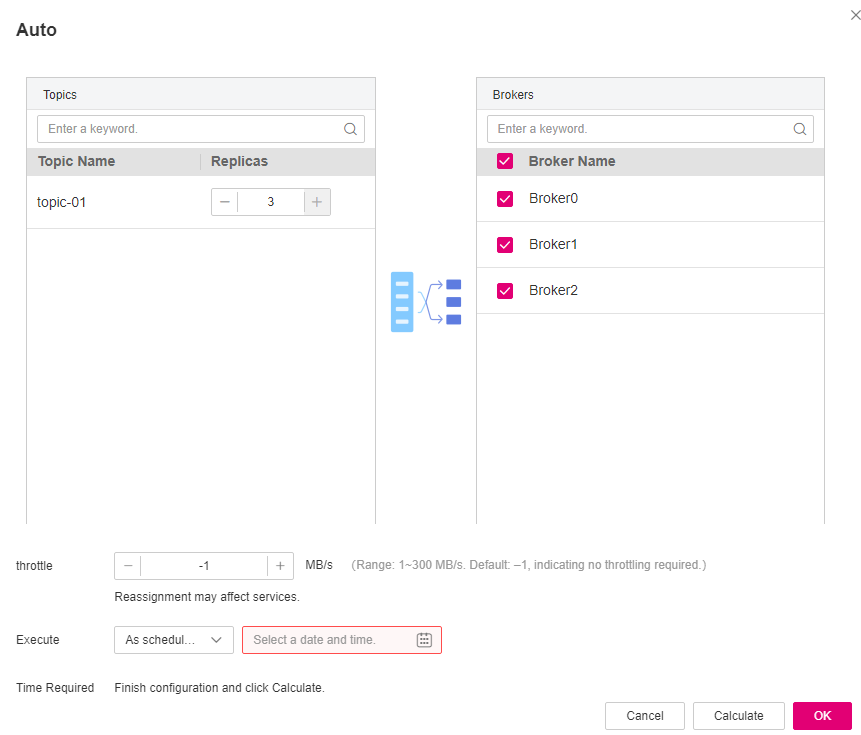 Auto
Topics
Enter a keyword.
Topic Name Replicas
topic-01 − 3 +
Brokers
Enter a keyword.
Broker Name
Broker0
Broker1
Broker2
throttle − -1 + MB/s (Range: 1~300 MB/s. Default: –1, indicating no throttling required.)
Reassignment may affect services.
Execute As schedul... Select a date and time.
Time Required Finish configuration and click Calculate.
Cancel Calculate OK